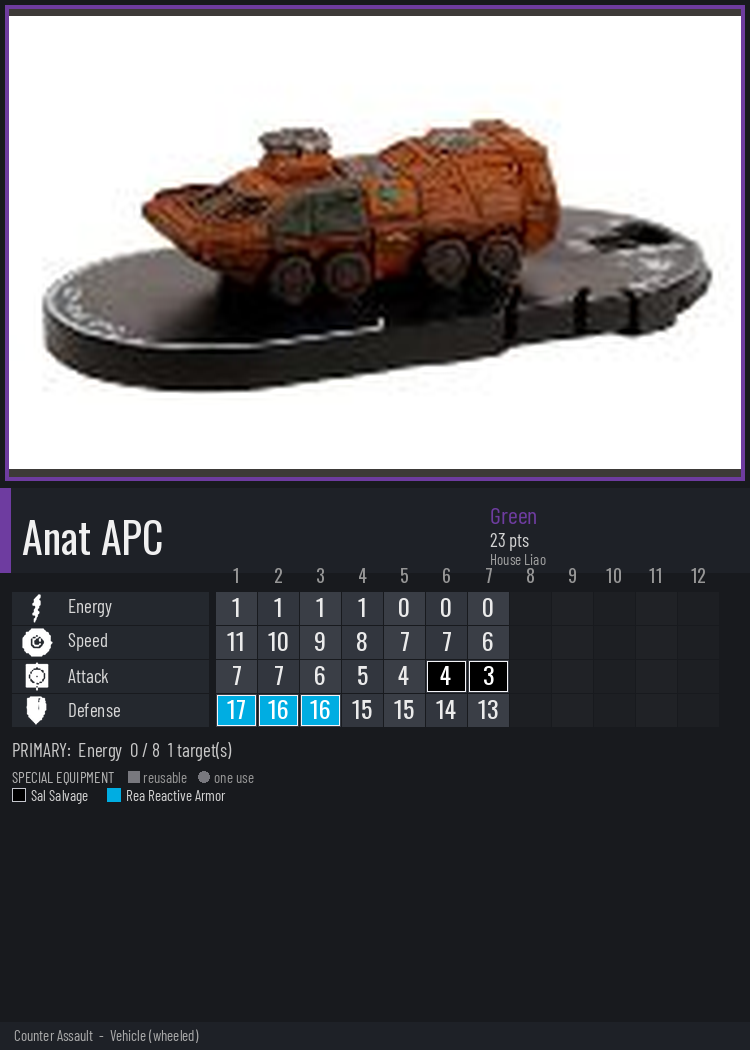 Anat APC
Green
23 pts
House Liao
1 2 3 4 5 6 7 8 9 10 11 12
Energy 1 1 1 1 0 0 0
Speed 11 10 9 8 7 7 6
Attack 7 7 6 5 4 4 3
Defense 17 16 16 15 15 14 13
PRIMARY: Energy 0 / 8 1 target(s)
SPECIAL EQUIPMENT reusable one use
Sal Salvage Rea Reactive Armor
Counter Assault - Vehicle (wheeled)